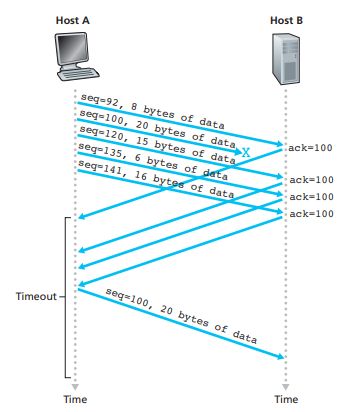 Host A
Host B
seq=92, 8 bytes of data
seq=100, 20 bytes of data
X
seq=120, 15 bytes of data
seq=135, 6 bytes of data
seq=141, 16 bytes of data
ack=100
ack=100
ack=100
ack=100
Timeout
seq=100, 20 bytes of data
Time
Time